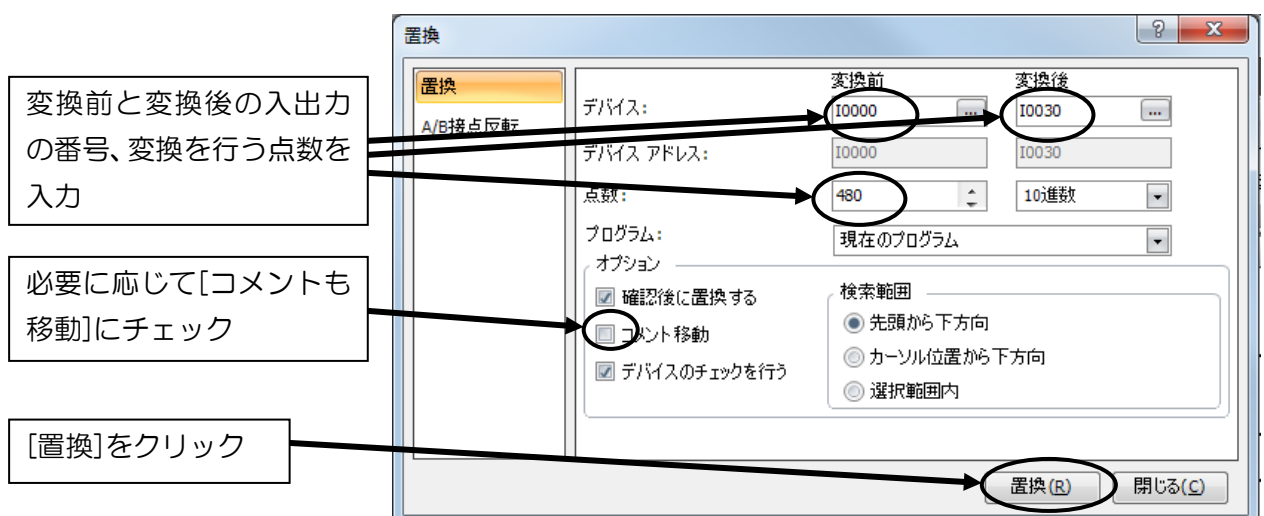 置換
変換前と変換後の入出力
の番号、変換を行う点数を
入力
必要に応じて[コメントも
移動]にチェック
[置換]をクリック
置換
A/B接点反転
変換前 変換後
デバイス: I0000 ... I0030 ...
デバイス アドレス: I0000 I0030
点数: 480 10進数
プログラム: 現在のプログラム
オプション
確認後に置換する
コメント移動
デバイスのチェックを行う
検索範囲
先頭から下方向
カーソル位置から下方向
選択範囲内
置換(R) 閉じる(C)